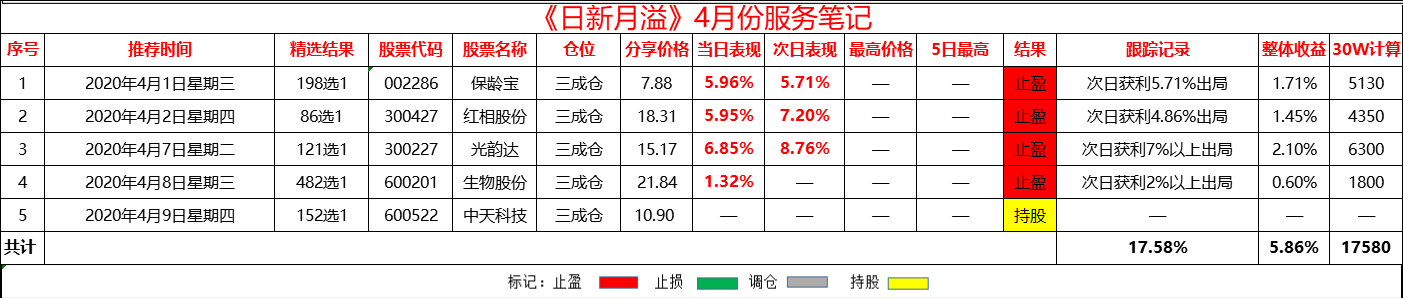 《日新月溢》4月份服务笔记
序号 推荐时间 精选结果 股票代码 股票名称 仓位 分享价格 当日表现 次日表现 最高价格 5日最高 结果 跟踪记录 整体收益 30W计算
1 2020年4月1日星期三 198选1 002286 保龄宝 三成仓 7.88 5.96% 5.71% — — 止盈 次日获利5.71%出局 1.71% 5130
2 2020年4月2日星期四 86选1 300427 红相股份 三成仓 18.31 5.95% 7.20% — — 止盈 次日获利4.86%出局 1.45% 4350
3 2020年4月7日星期二 121选1 300227 光韵达 三成仓 15.17 6.85% 8.76% — — 止盈 次日获利7%以上出局 2.10% 6300
4 2020年4月8日星期三 482选1 600201 生物股份 三成仓 21.84 1.32% — — — 止盈 次日获利2%以上出局 0.60% 1800
5 2020年4月9日星期四 152选1 600522 中天科技 三成仓 10.90 — — — — 持股 — — —
共计 17.58% 5.86% 17580
标记：止盈 止损 调仓 持股